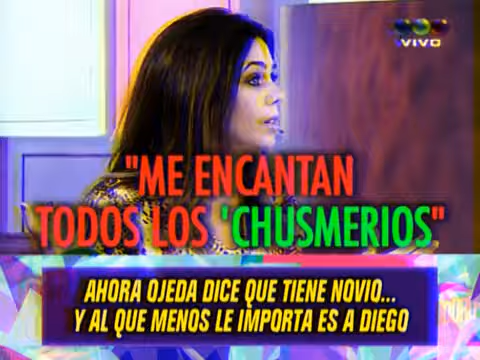 VIVO
"ME ENCANTAN
TODOS LOS 'CHUSMERIOS"
AHORA OJEDA DICE QUE TIENE NOVIO...
Y AL QUE MENOS LE IMPORTA ES A DIEGO